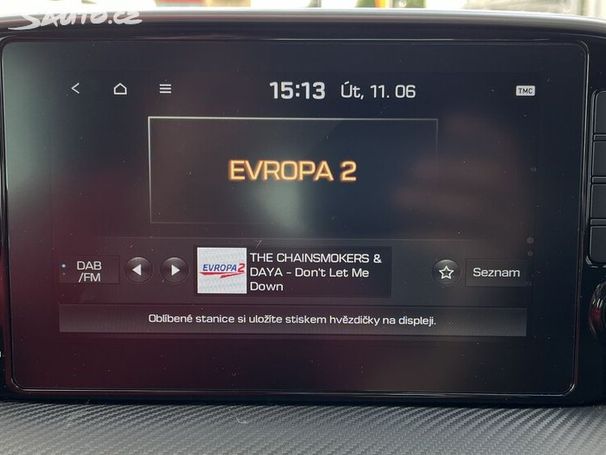 Sauto.cz
15:13 Út, 11. 06 TMC
EVROPA 2
DAB
/FM
EVROPA 2
THE CHAINSMOKERS &
DAYA - Don't Let Me
Down
Seznam
Oblíbené stanice si uložíte stiskem hvězdičky na displeji.